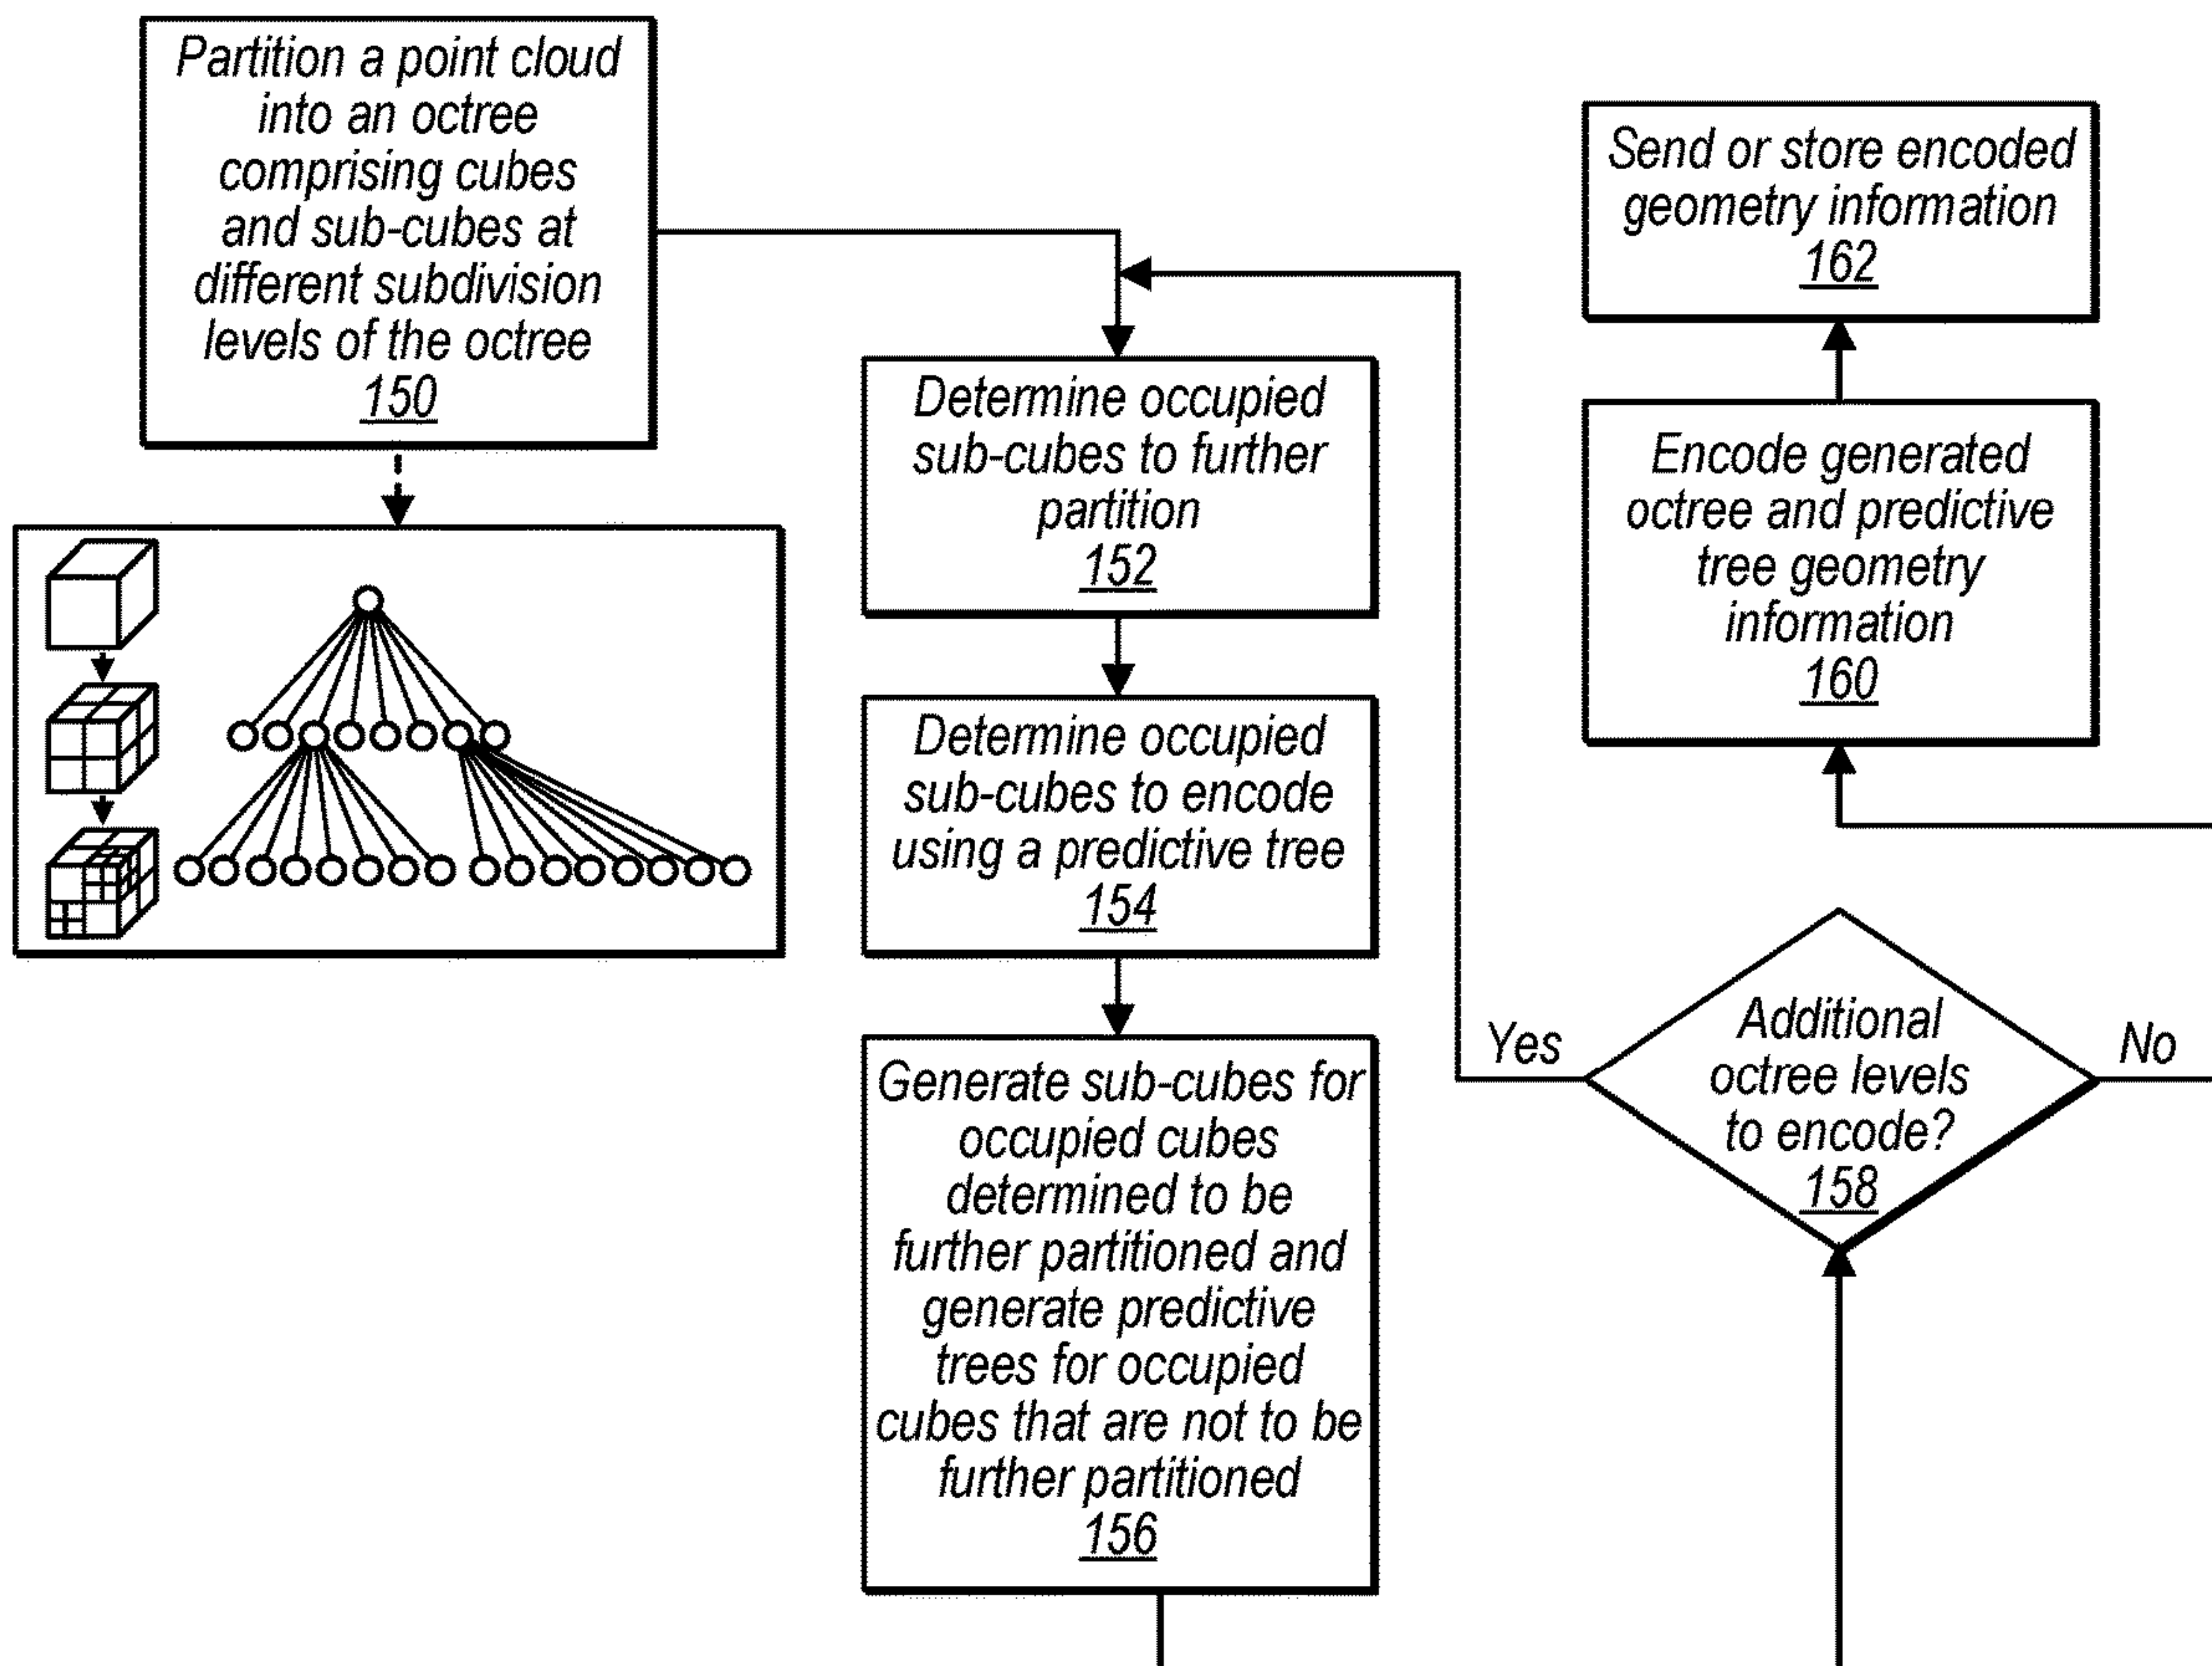 Partition a point cloud
into an octree
comprising cubes
and sub-cubes at
different subdivision
levels of the octree
150
Determine occupied
sub-cubes to further
partition
152
Determine occupied
sub-cubes to encode
using a predictive tree
154
Generate sub-cubes for
occupied cubes
determined to be
further partitioned and
generate predictive
trees for occupied
cubes that are not to be
further partitioned
156
Additional
octree levels
to encode?
158
Yes
No
Encode generated
octree and predictive
tree geometry
information
160
Send or store encoded
geometry information
162